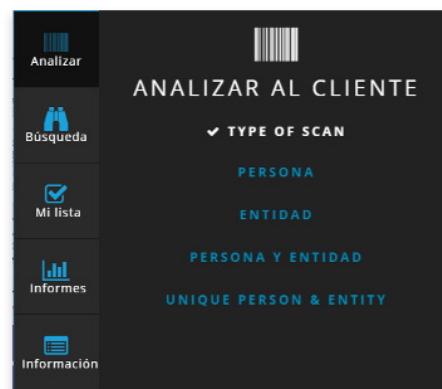 Analizar
Búsqueda
Mi lista
Informes
Información
ANALIZAR AL CLIENTE
✔ TYPE OF SCAN
PERSONA
ENTIDAD
PERSONA Y ENTIDAD
UNIQUE PERSON & ENTITY